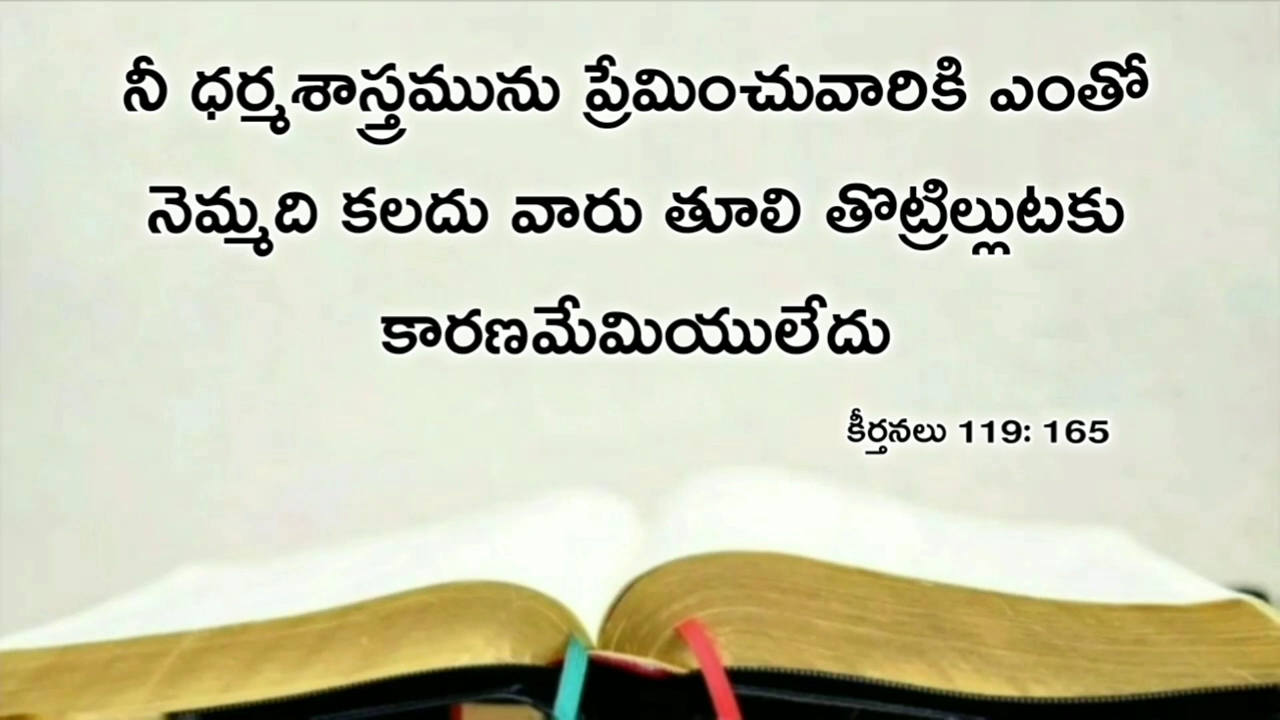 నీ ధర్మశాస్త్రమును ప్రేమించువారికి ఎంతో
నెమ్మది కలదు వారు తూలి తొట్రిల్లుటకు
కారణమేమియులేదు
కీర్తనలు 119: 165